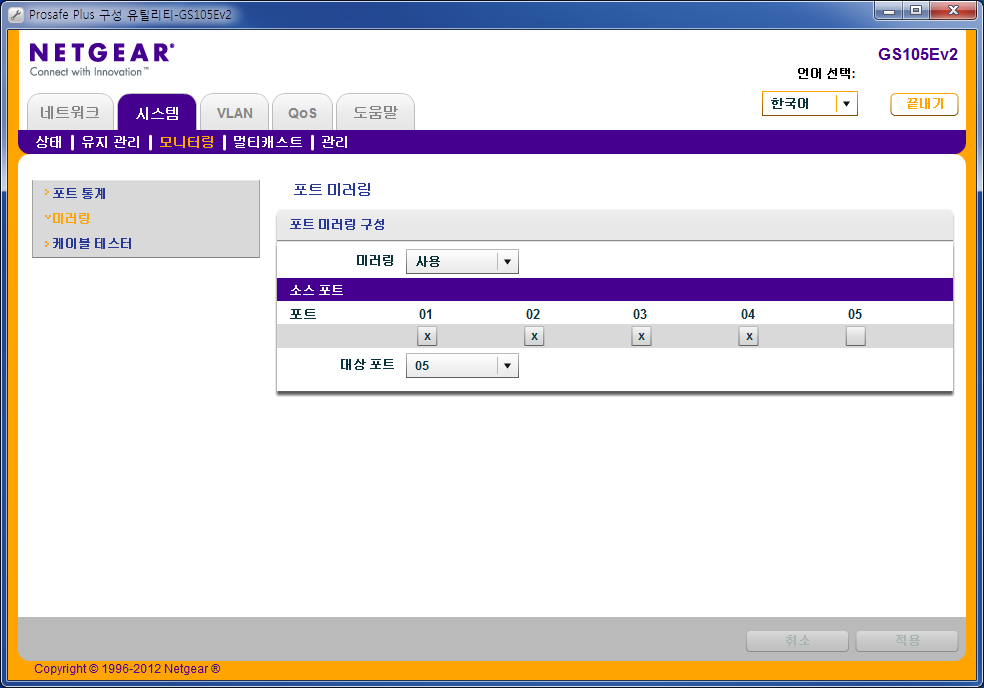 Prosafe Plus 구성 유틸리티-GS105Ev2
NETGEAR®
Connect with Innovation™
GS105Ev2
언어 선택:
한국어
끝내기
네트워크 시스템 VLAN QoS 도움말
상태 | 유지 관리 | 모니터링 | 멀티캐스트 | 관리
포트 통계
미러링
케이블 테스터
포트 미러링
포트 미러링 구성
미러링 사용
소스 포트
포트 01 02 03 04 05
x x x x
대상 포트 05
취소 적용
Copyright © 1996-2012 Netgear ®